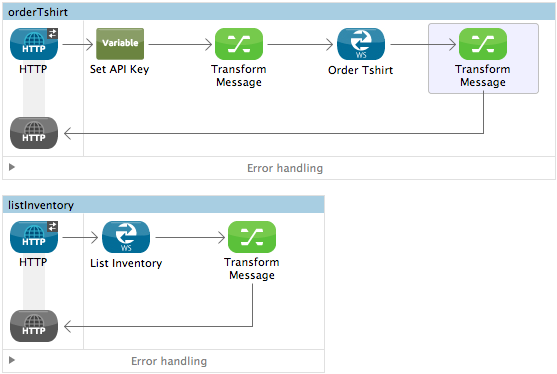 orderTshirt
HTTP
Variable
WS
HTTP
Set API Key
Transform
Message
Order Tshirt
Transform
Message
HTTP
Error handling
listInventory
HTTP
WS
HTTP
List Inventory
Transform
Message
HTTP
Error handling